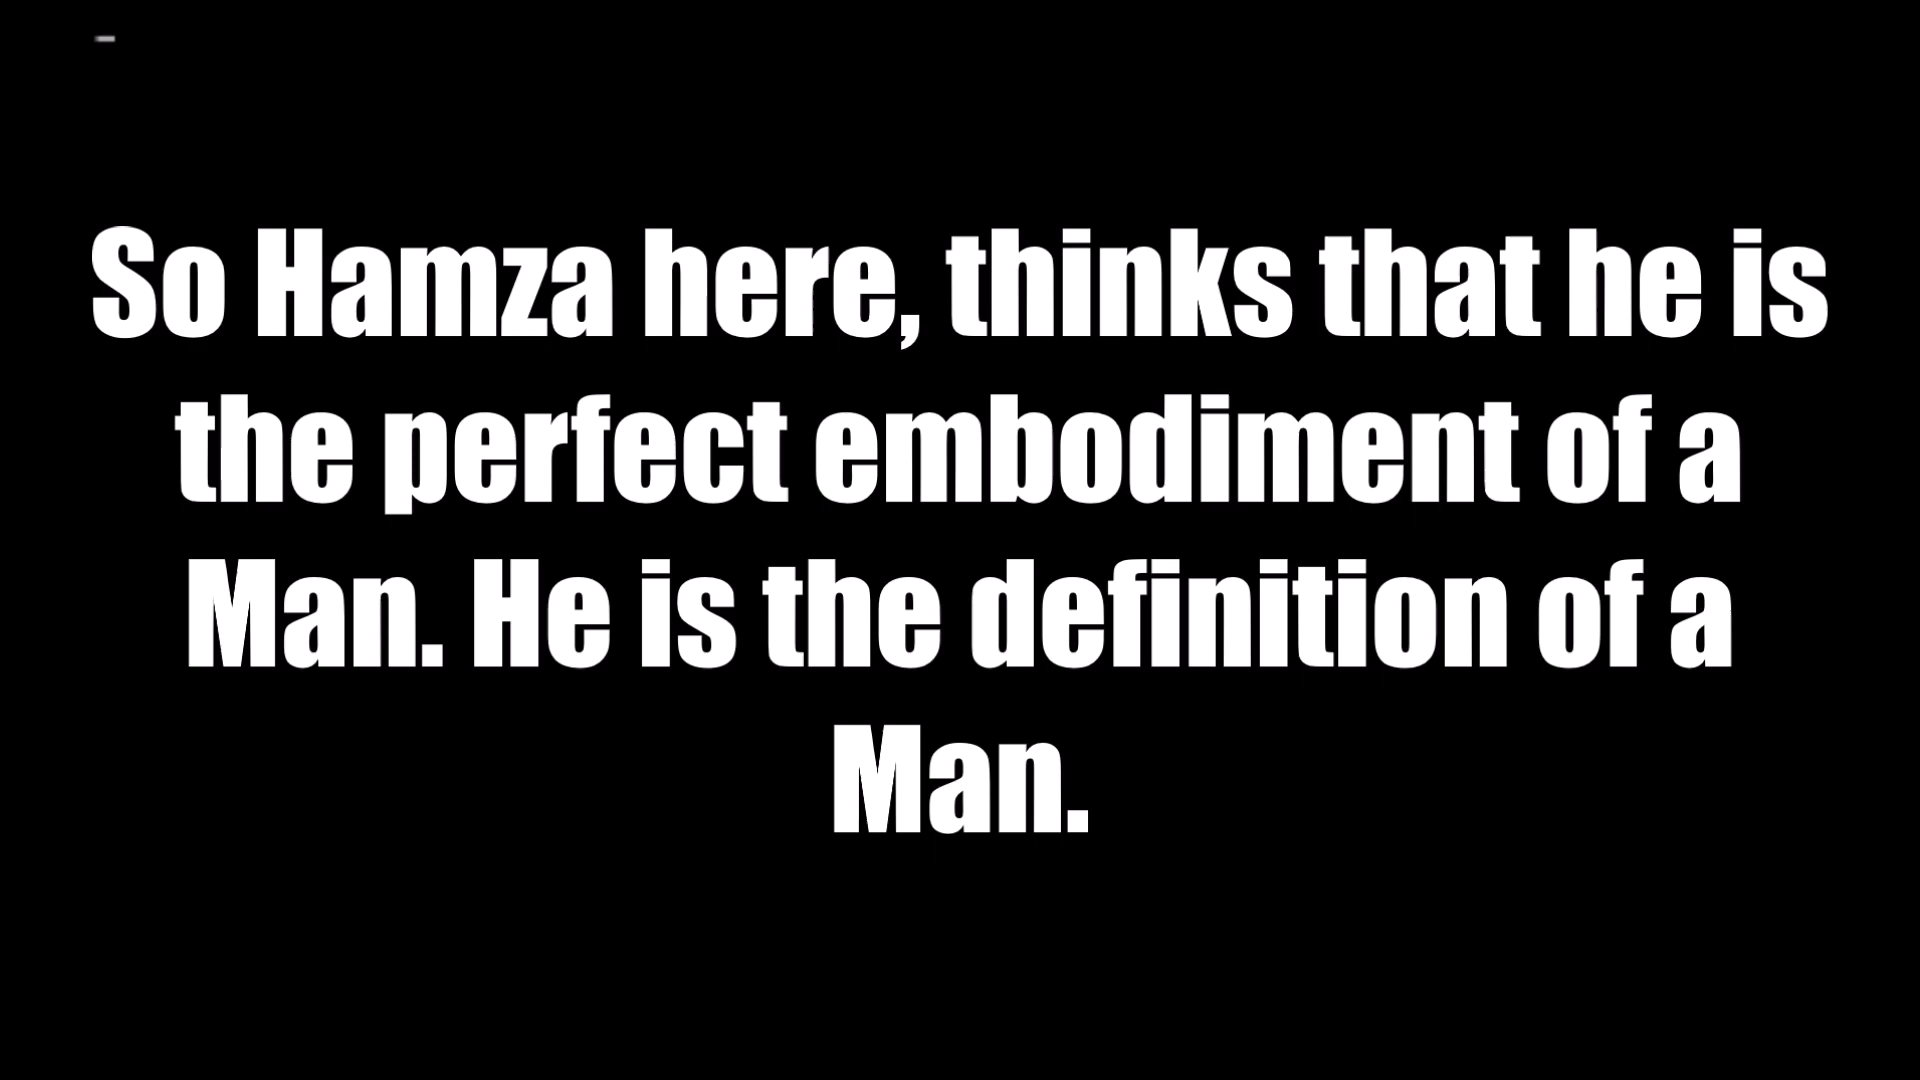 So Hamza here, thinks that he is
the perfect embodiment of a
Man. He is the definition of a
Man.